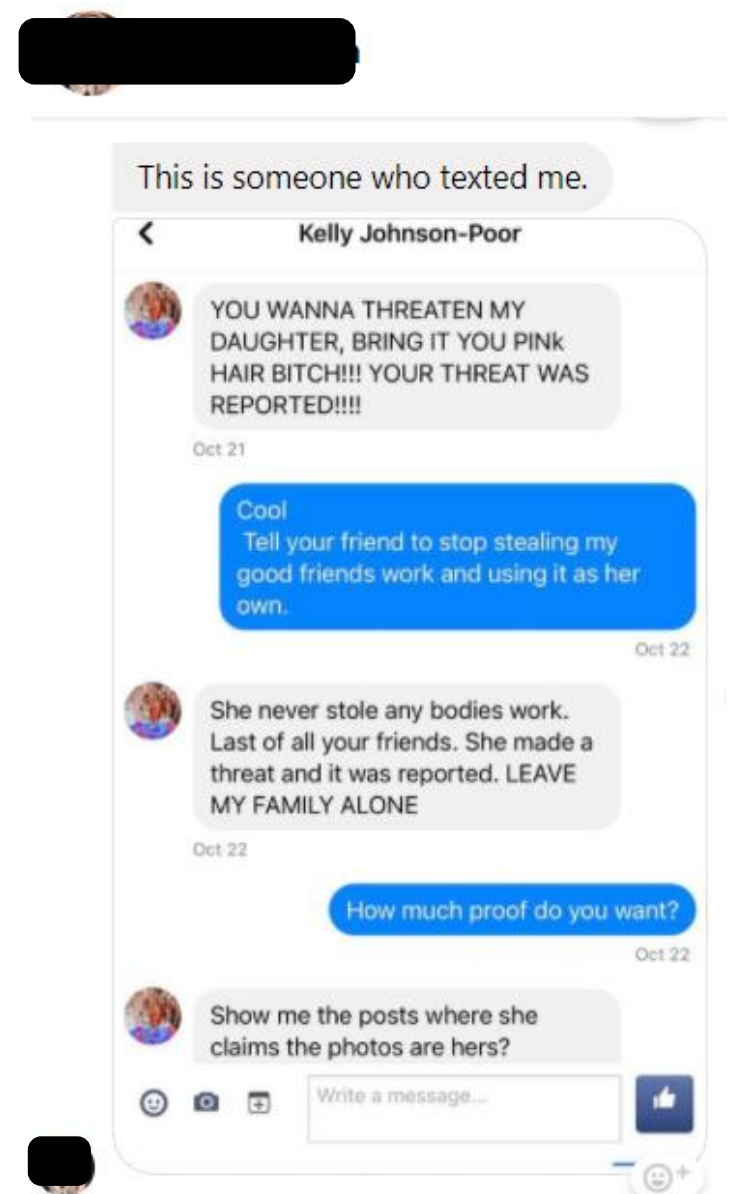 This is someone who texted me.
Kelly Johnson-Poor
YOU WANNA THREATEN MY
DAUGHTER, BRING IT YOU PINk
HAIR BITCH!!! YOUR THREAT WAS
REPORTED!!!!
Oct 21
Cool
Tell your friend to stop stealing my
good friends work and using it as her
own.
Oct 22
She never stole any bodies work.
Last of all your friends. She made a
threat and it was reported. LEAVE
MY FAMILY ALONE
Oct 22
How much proof do you want?
Oct 22
Show me the posts where she
claims the photos are hers?
Write a message...